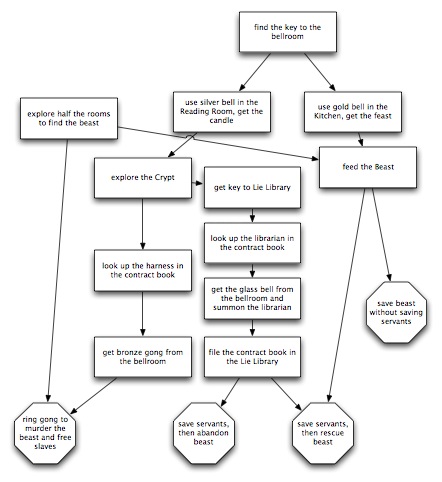 find the key to the
bellroom
use silver bell in the
Reading Room, get the
candle
use gold bell in the
Kitchen, get the feast
explore half the rooms
to find the beast
feed the Beast
explore the Crypt
get key to Lie Library
look up the librarian in
the contract book
look up the harness in
the contract book
get the glass bell from
the bellroom and
summon the librarian
save beast
without saving
servants
get bronze gong from
the bellroom
file the contract book in
the Lie Library
ring gong to
murder the
beast and free
slaves
save servants,
then abandon
beast
save servants,
then rescue
beast